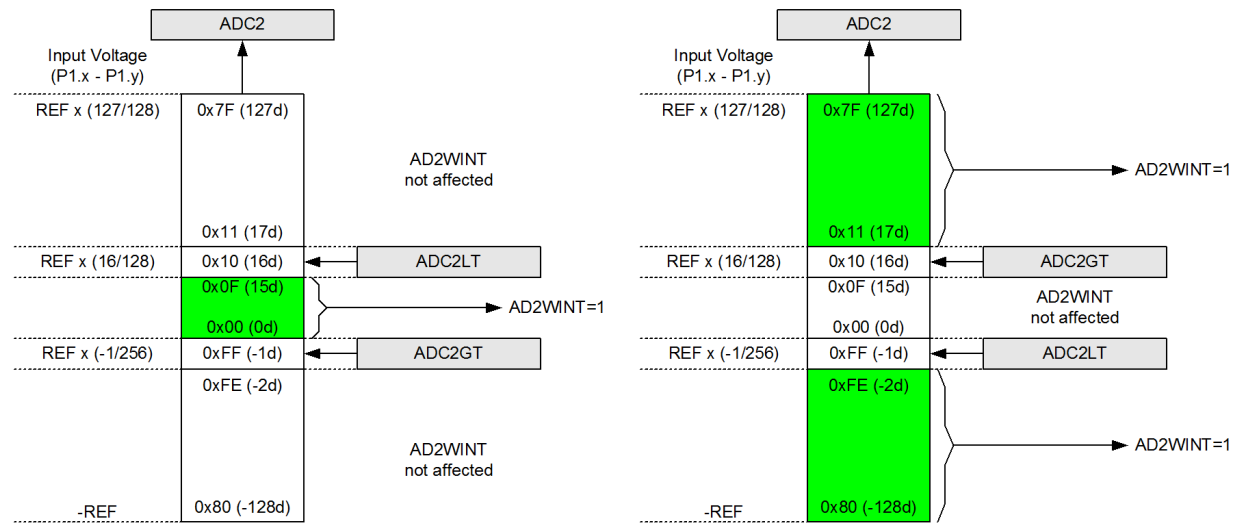 ADC2
Input Voltage
(P1.x - P1.y)
REF x (127/128)
0x7F (127d)
AD2WINT
not affected
0x11 (17d)
REF x (16/128)
0x10 (16d)
ADC2LT
0x0F (15d)
AD2WINT=1
0x00 (0d)
REF x (-1/256)
0xFF (-1d)
ADC2GT
0xFE (-2d)
AD2WINT
not affected
0x80 (-128d)
-REF
ADC2
Input Voltage
(P1.x - P1.y)
REF x (127/128)
0x7F (127d)
AD2WINT=1
0x11 (17d)
REF x (16/128)
0x10 (16d)
ADC2GT
0x0F (15d)
AD2WINT
not affected
0x00 (0d)
REF x (-1/256)
0xFF (-1d)
ADC2LT
0xFE (-2d)
AD2WINT=1
0x80 (-128d)
-REF